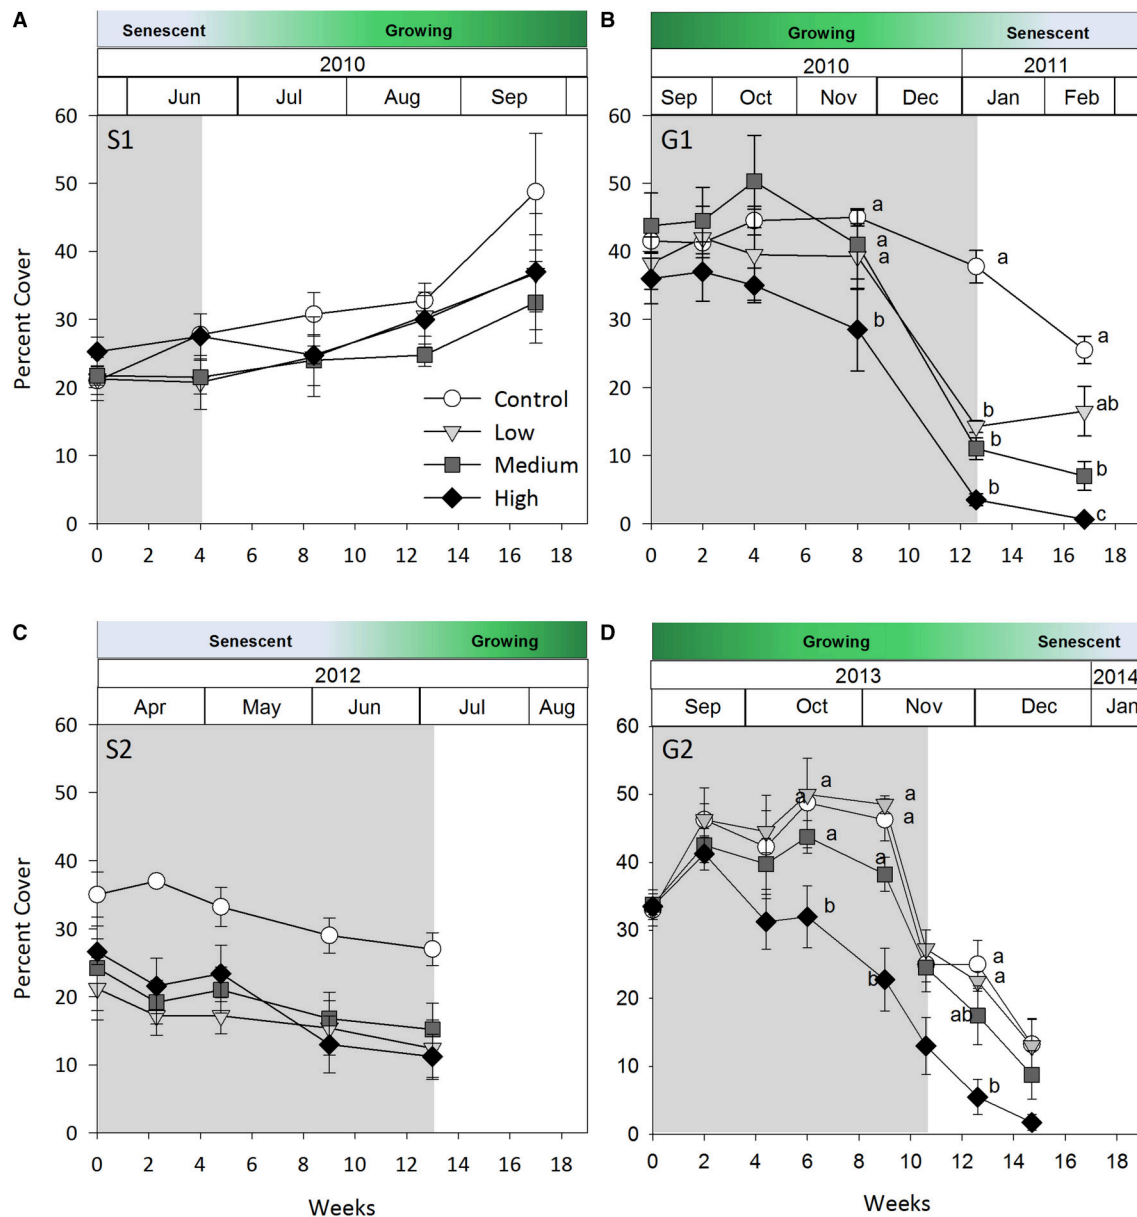 A
Senescent Growing
2010
Jun Jul Aug Sep
S1
60
50
40
30
20
10
0
Percent Cover
Control
Low
Medium
High
0 2 4 6 8 10 12 14 16 18
B
Growing Senescent
2010 2011
Sep Oct Nov Dec Jan Feb
G1
60
50
40
30
20
10
0
a
a
a
b
a
b
b
b
a
ab
b
c
0 2 4 6 8 10 12 14 16 18
C
Senescent Growing
2012
Apr May Jun Jul Aug
S2
60
50
40
30
20
10
0
Percent Cover
0 2 4 6 8 10 12 14 16 18
Weeks
D
Growing Senescent
2013 2014
Sep Oct Nov Dec Jan
G2
60
50
40
30
20
10
0
a
a
a
b
a
a
a
b
a
a
ab
b
0 2 4 6 8 10 12 14 16 18
Weeks